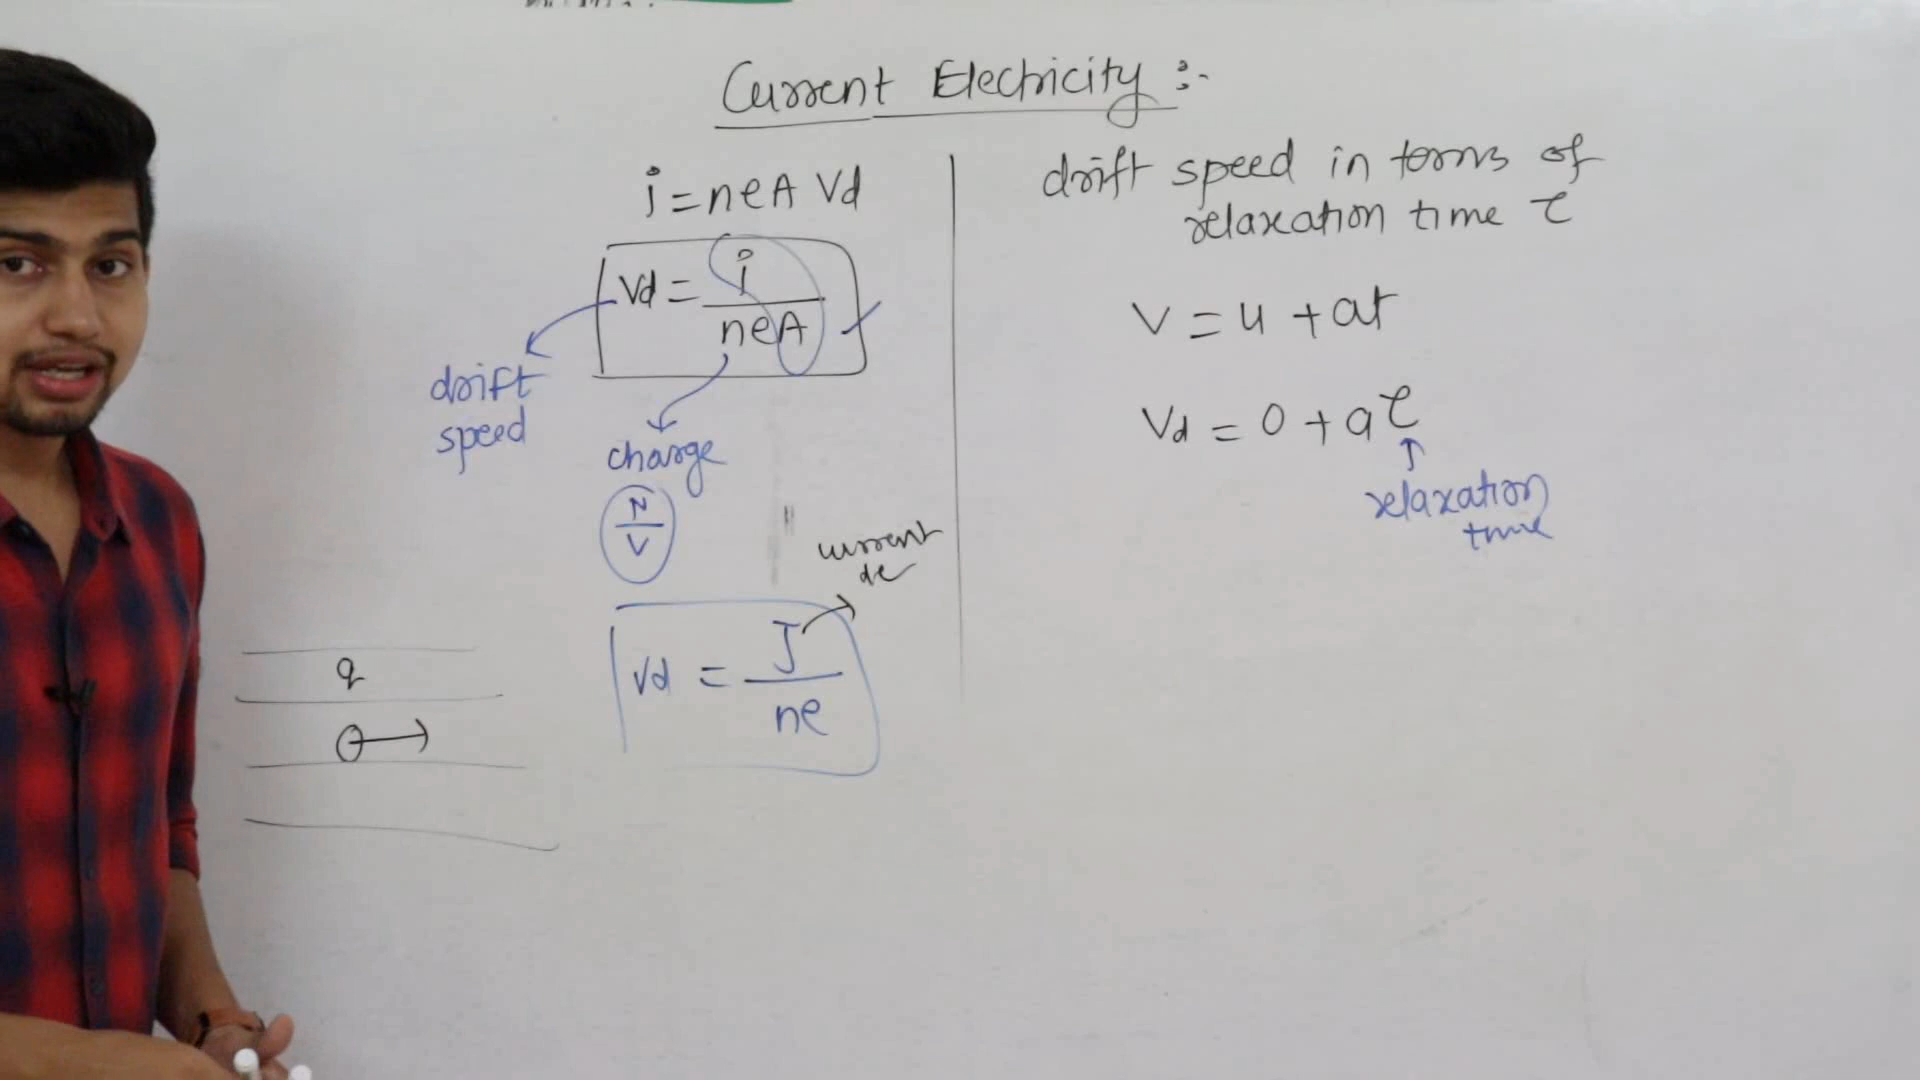 Current Electricity :-
i = neA Vd
Vd = i / neA
drift
speed
charge
N / V
current
de
Vd = J / ne
q
drift speed in terms of
relaxation time τ
V = u + at
Vd = 0 + aτ
relaxation
time